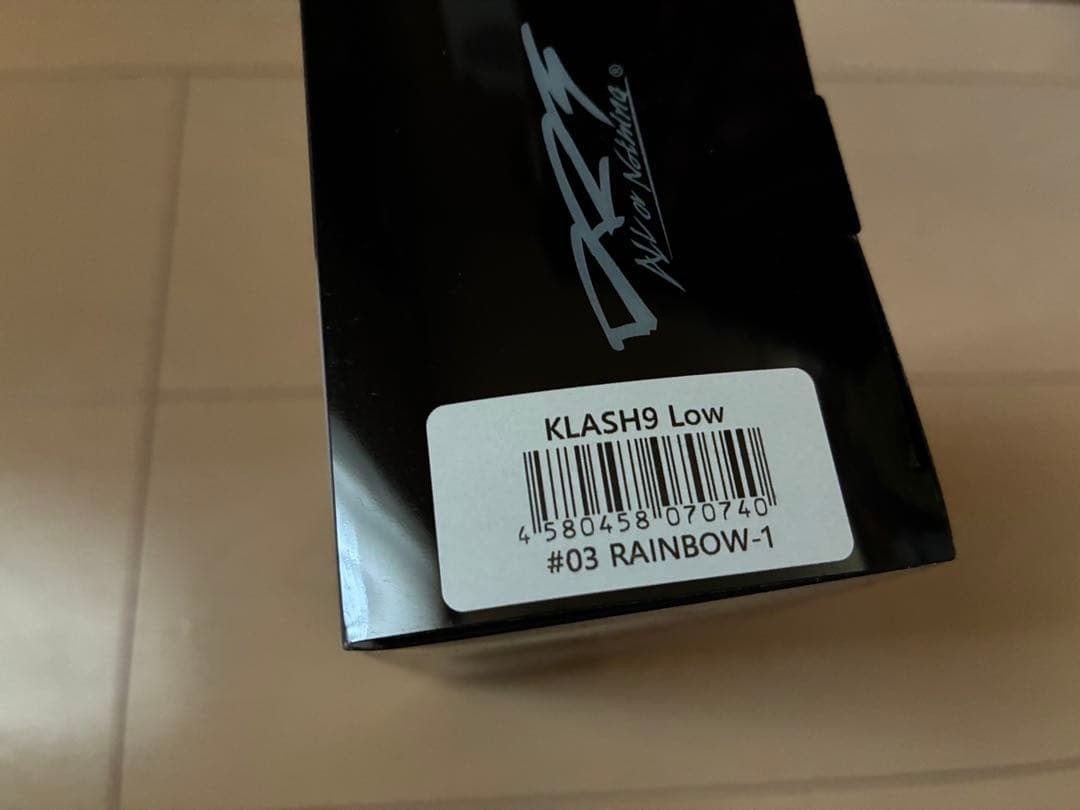 All or Nothing
®
KLASH9 Low
4 580458 070740
#03 RAINBOW-1